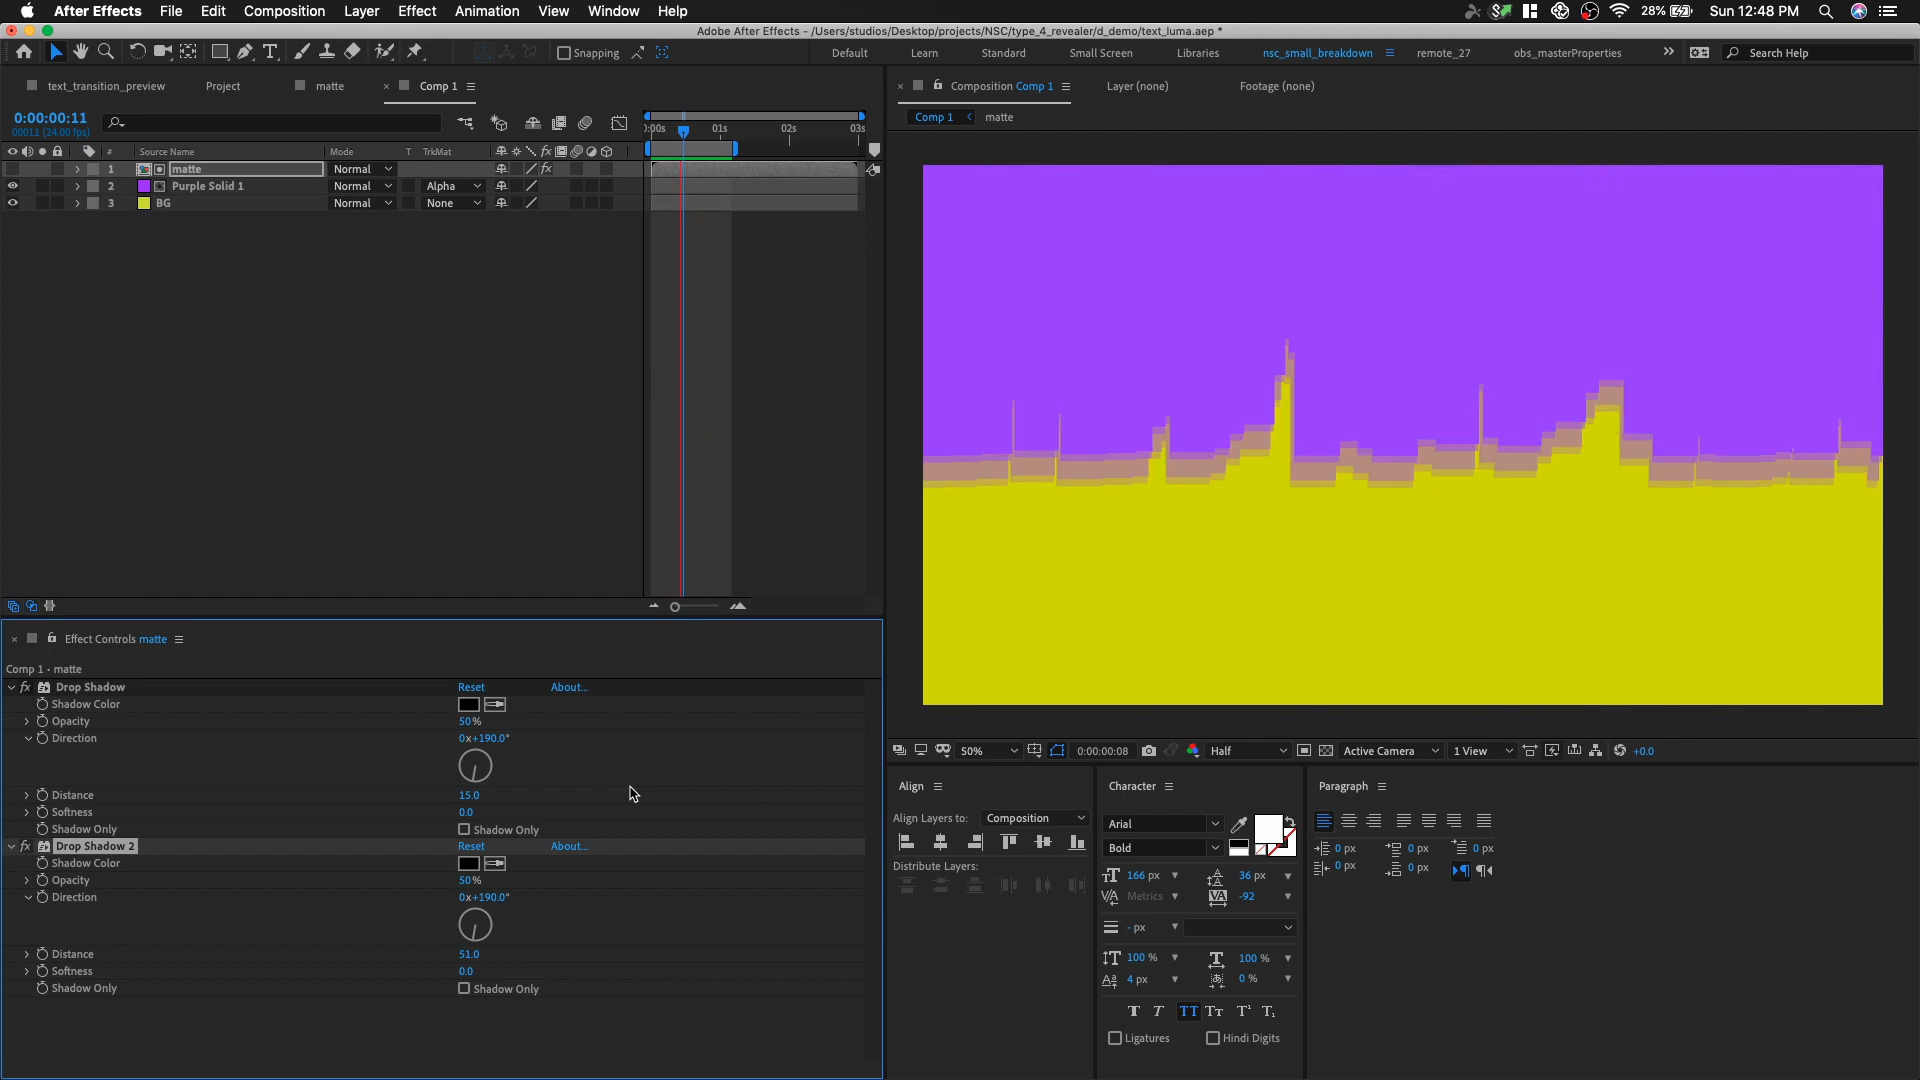 After Effects File Edit Composition Layer Effect Animation View Window Help
28% Sun 12:48 PM
Adobe After Effects - /Users/studios/Desktop/projects/NSC/type_4_revealer/d_demo/text_luma.aep *
Snapping Default Learn Standard Small Screen Libraries nsc_small_breakdown remote_27 obs_masterProperties Search Help
text_transition_preview Project matte Comp 1
Composition Comp 1 Layer (none) Footage (none)
Comp 1 matte
0:00:00:11
00011 (24.00 fps)
0:00s 01s 02s 03s
# Source Name Mode T TrkMat
1 matte Normal
2 Purple Solid 1 Normal Alpha
3 BG Normal None
Effect Controls matte
Comp 1 • matte
fx Drop Shadow Reset About...
Shadow Color
Opacity 50%
Direction 0x+190.0°
Distance 15.0
Softness 0.0
Shadow Only Shadow Only
fx Drop Shadow 2 Reset About...
Shadow Color
Opacity 50%
Direction 0x+190.0°
Distance 51.0
Softness 0.0
Shadow Only Shadow Only
50% 0:00:00:08 Half Active Camera 1 View +0.0
Align
Align Layers to: Composition
Distribute Layers:
Character
Arial
Bold
166 px 36 px
Metrics -92
- px
100 % 100 %
4 px 0 %
T T TT Tt T¹ T₁
Ligatures Hindi Digits
Paragraph
0 px 0 px 0 px
0 px 0 px